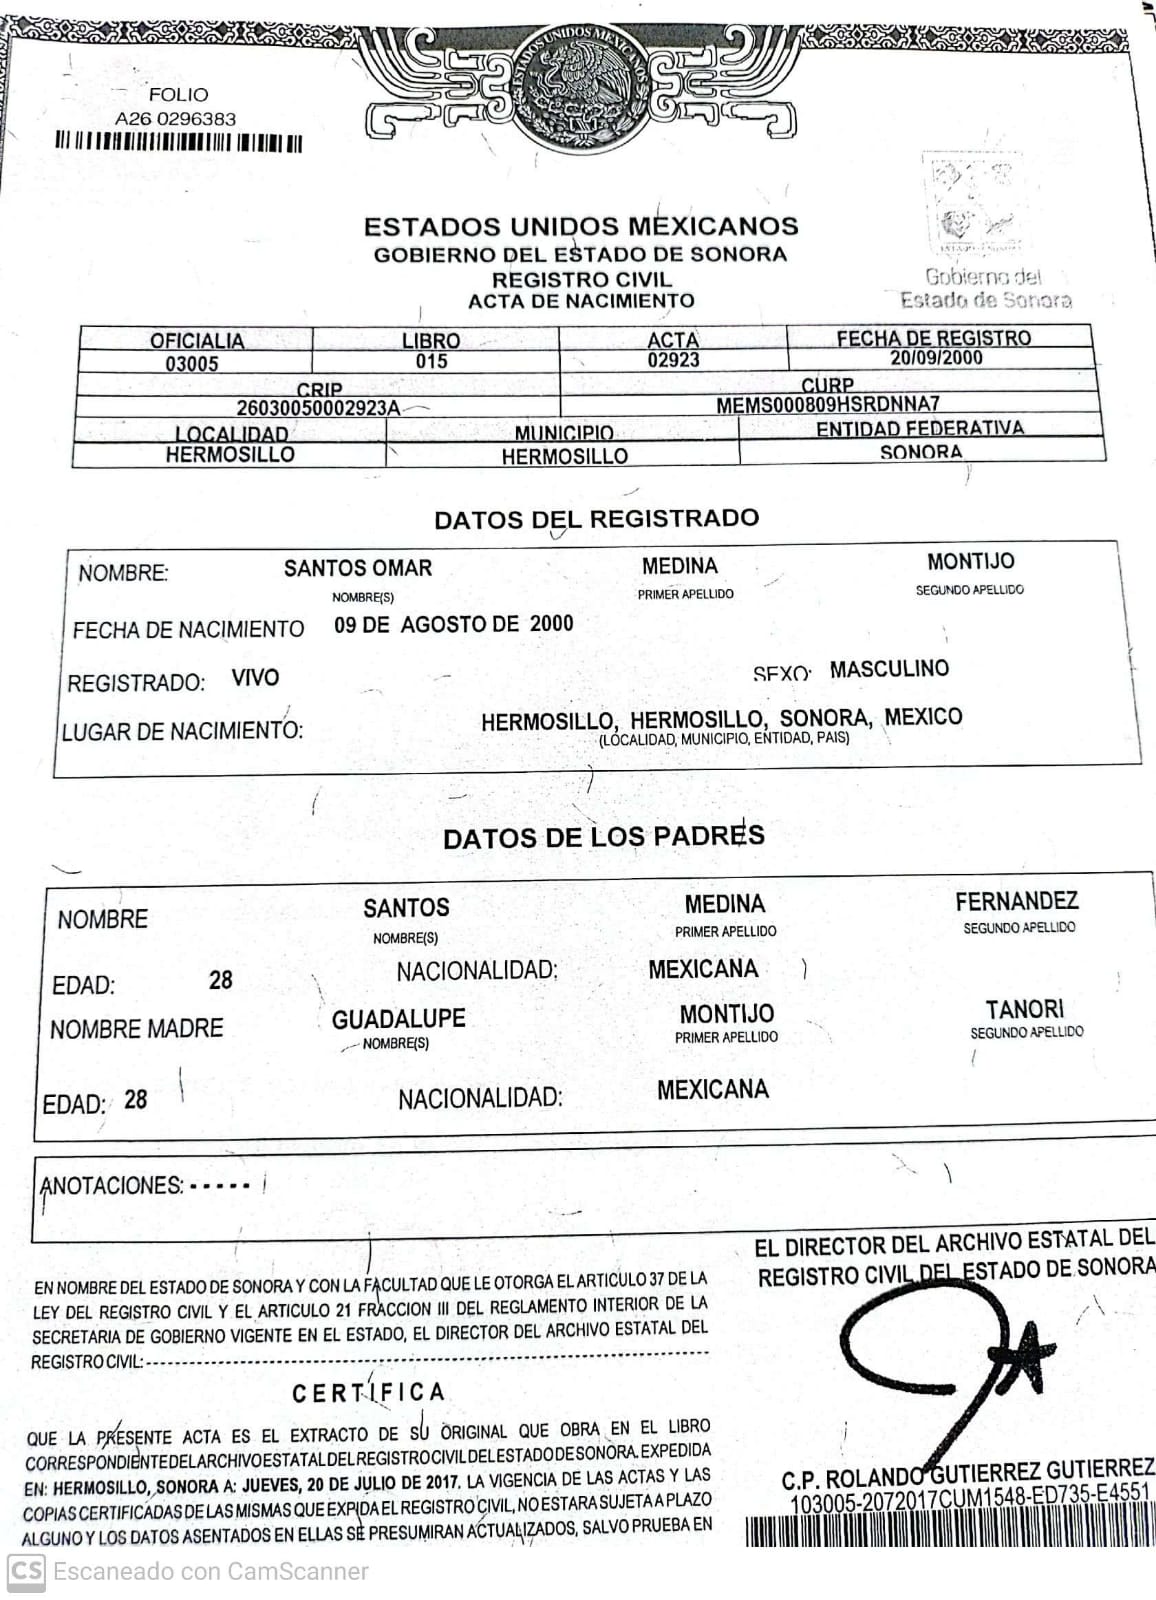 ESTADOS UNIDOS MEXICANOS
FOLIO
A26 0296383
ESTADOS UNIDOS MEXICANOS
GOBIERNO DEL ESTADO DE SONORA
REGISTRO CIVIL
ACTA DE NACIMIENTO
Gobierno del
Estado de Sonora
OFICIALIA LIBRO ACTA FECHA DE REGISTRO
03005 015 02923 20/09/2000
CRIP CURP
26030050002923A MEMS000809HSRDNNA7
LOCALIDAD MUNICIPIO ENTIDAD FEDERATIVA
HERMOSILLO HERMOSILLO SONORA
DATOS DEL REGISTRADO
NOMBRE: SANTOS OMAR MEDINA MONTIJO
NOMBRE(S) PRIMER APELLIDO SEGUNDO APELLIDO
FECHA DE NACIMIENTO 09 DE AGOSTO DE 2000
REGISTRADO: VIVO SEXO: MASCULINO
LUGAR DE NACIMIENTO: HERMOSILLO, HERMOSILLO, SONORA, MEXICO
(LOCALIDAD, MUNICIPIO, ENTIDAD, PAIS)
DATOS DE LOS PADRES
NOMBRE SANTOS MEDINA FERNANDEZ
NOMBRE(S) PRIMER APELLIDO SEGUNDO APELLIDO
EDAD: 28 NACIONALIDAD: MEXICANA
NOMBRE MADRE GUADALUPE MONTIJO TANORI
NOMBRE(S) PRIMER APELLIDO SEGUNDO APELLIDO
EDAD: 28 NACIONALIDAD: MEXICANA
ANOTACIONES: - - - - -
EN NOMBRE DEL ESTADO DE SONORA Y CON LA FACULTAD QUE LE OTORGA EL ARTICULO 37 DE LA
LEY DEL REGISTRO CIVIL Y EL ARTICULO 21 FRACCION III DEL REGLAMENTO INTERIOR DE LA
SECRETARIA DE GOBIERNO VIGENTE EN EL ESTADO, EL DIRECTOR DEL ARCHIVO ESTATAL DEL
REGISTRO CIVIL: --------------------
CERTIFICA
QUE LA PRESENTE ACTA ES EL EXTRACTO DE SU ORIGINAL QUE OBRA EN EL LIBRO
CORRESPONDIENTE DEL ARCHIVO ESTATAL DEL REGISTRO CIVIL DEL ESTADO DE SONORA. EXPEDIDA
EN: HERMOSILLO, SONORA A: JUEVES, 20 DE JULIO DE 2017. LA VIGENCIA DE LAS ACTAS Y LAS
COPIAS CERTIFICADAS DE LAS MISMAS QUE EXPIDA EL REGISTRO CIVIL, NO ESTARA SUJETA A PLAZO
ALGUNO Y LOS DATOS ASENTADOS EN ELLAS SE PRESUMIRAN ACTUALIZADOS, SALVO PRUEBA EN
EL DIRECTOR DEL ARCHIVO ESTATAL DEL
REGISTRO CIVIL DEL ESTADO DE SONORA
C.P. ROLANDO GUTIERREZ GUTIERREZ
103005-2072017CUM1548-ED735-E4551
CS Escaneado con CamScanner